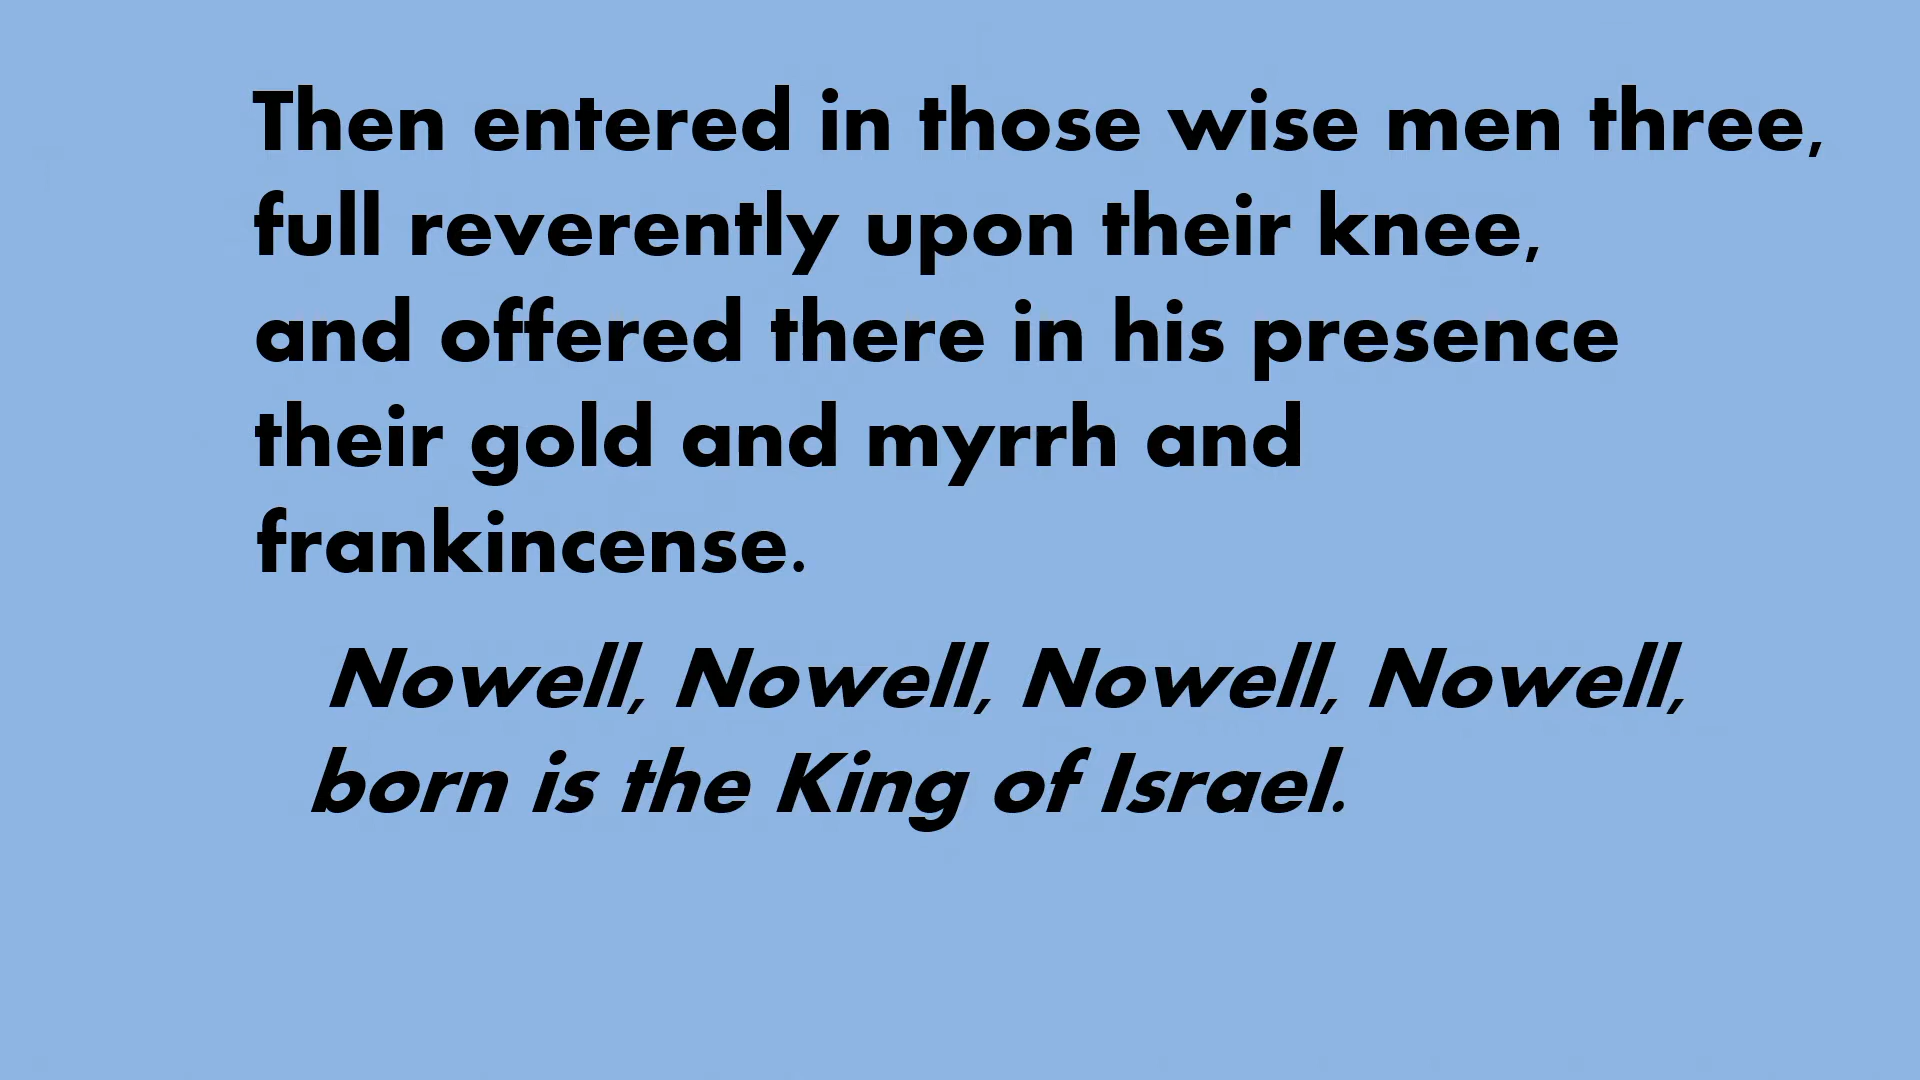 Then entered in those wise men three,
full reverently upon their knee,
and offered there in his presence
their gold and myrrh and
frankincense.
Nowell, Nowell, Nowell, Nowell,
born is the King of Israel.